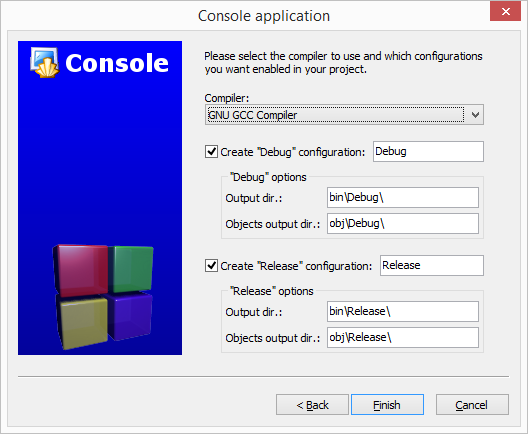 Console application
Console
Please select the compiler to use and which configurations
you want enabled in your project.
Compiler:
GNU GCC Compiler
Create "Debug" configuration: Debug
"Debug" options
Output dir.: bin\Debug\
Objects output dir.: obj\Debug\
Create "Release" configuration: Release
"Release" options
Output dir.: bin\Release\
Objects output dir.: obj\Release\
< Back Finish Cancel